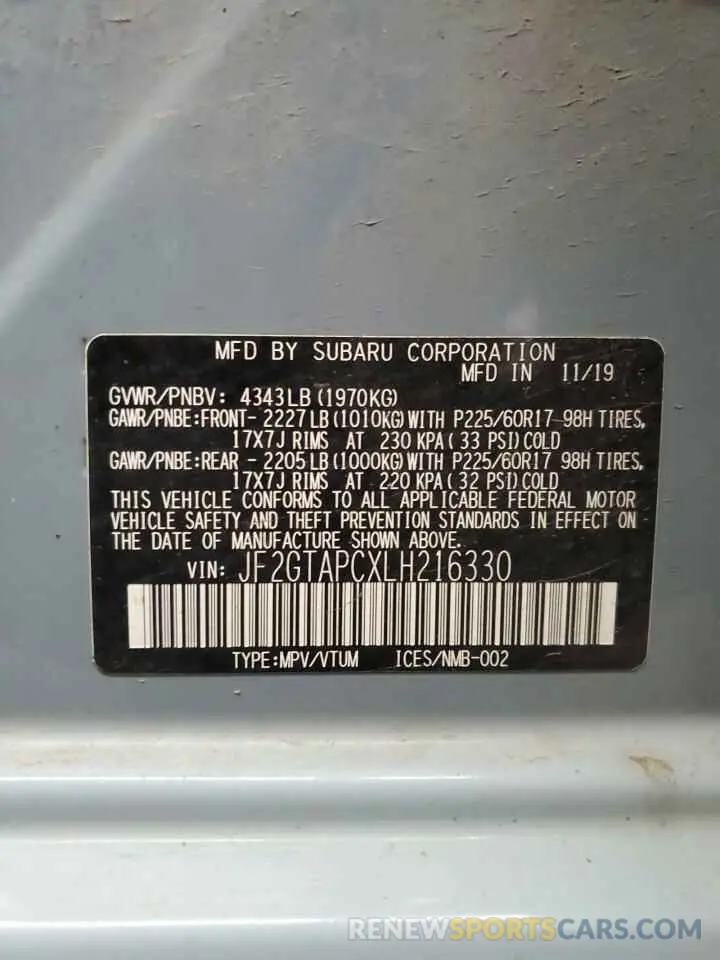 MFD BY SUBARU CORPORATION
MFD IN 11/19
GVWR/PNBV: 4343LB (1970KG)
GAWR/PNBE:FRONT- 2227LB(1010KG)WITH P225/60R17 98H TIRES,
17X7J RIMS AT 230 KPA( 33 PSI)COLD
GAWR/PNBE:REAR - 2205LB(1000KG)WITH P225/60R17 98H TIRES,
17X7J RIMS AT 220 KPA(32 PSI)COLD
THIS VEHICLE CONFORMS TO ALL APPLICABLE FEDERAL MOTOR
VEHICLE SAFETY AND THEFT PREVENTION STANDARDS IN EFFECT ON
THE DATE OF MANUFACTURE SHOWN ABOVE.
VIN: JF2GTAPCXLH216330
TYPE:MPV/VTUM ICES/NMB-002
RENEWSPORTSCARS.COM